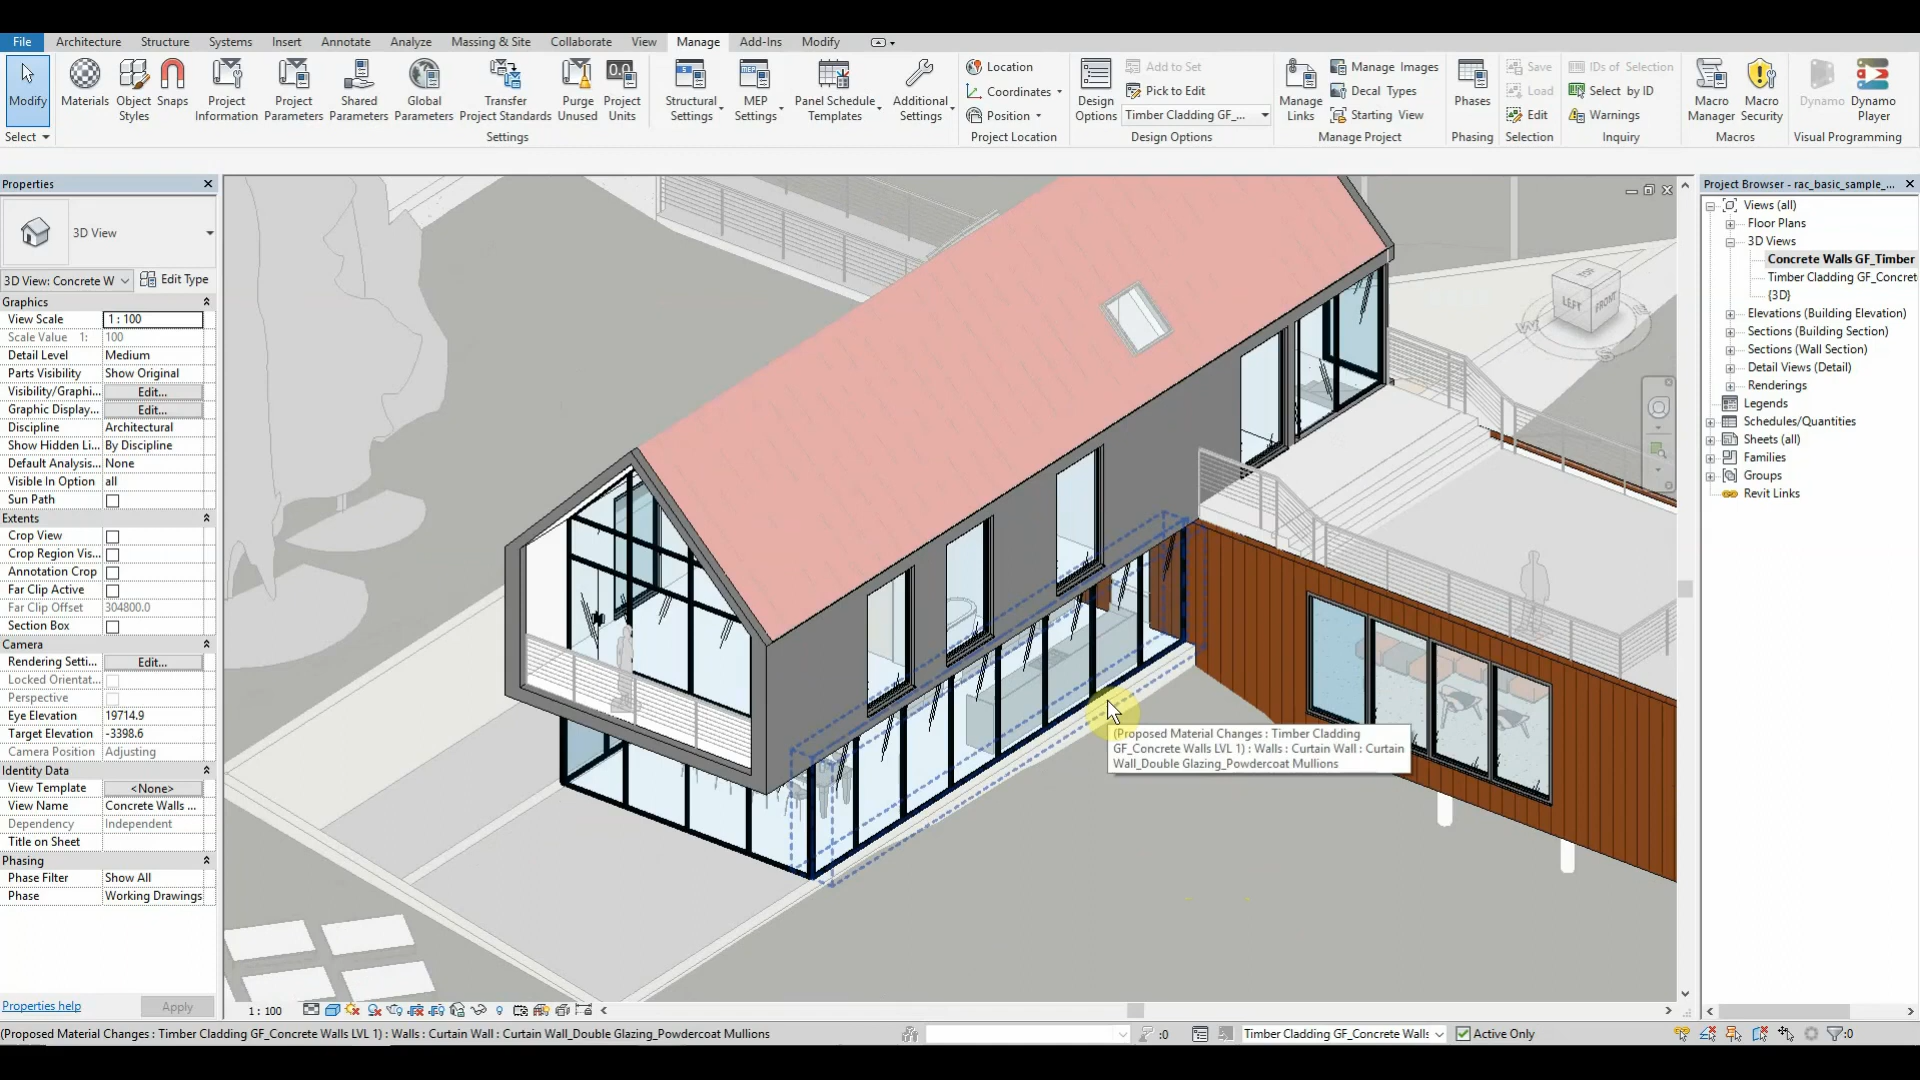 File Architecture Structure Systems Insert Annotate Analyze Massing & Site Collaborate View Manage Add-Ins Modify
Modify
Select
Materials
Object Styles
Snaps
Project Information
Project Parameters
Shared Parameters
Global Parameters
Transfer Project Standards
Purge Unused
Project Units
Settings
Structural Settings
MEP Settings
Panel Schedule Templates
Additional Settings
Location
Coordinates
Position
Project Location
Design Options
Add to Set
Pick to Edit
Timber Cladding GF_...
Design Options
Manage Links
Manage Images
Decal Types
Starting View
Manage Project
Phases
Phasing
Save
Load
Edit
Selection
IDs of Selection
Select by ID
Warnings
Inquiry
Macro Manager
Macro Security
Macros
Dynamo
Dynamo Player
Visual Programming
Properties
3D View
3D View: Concrete W
Edit Type
Graphics
View Scale 1 : 100
Scale Value 1: 100
Detail Level Medium
Parts Visibility Show Original
Visibility/Graphi... Edit...
Graphic Display... Edit...
Discipline Architectural
Show Hidden Li... By Discipline
Default Analysis... None
Visible In Option all
Sun Path
Extents
Crop View
Crop Region Vis...
Annotation Crop
Far Clip Active
Far Clip Offset 304800.0
Section Box
Camera
Rendering Setti... Edit...
Locked Orientat...
Perspective
Eye Elevation 19714.9
Target Elevation -3398.6
Camera Position Adjusting
Identity Data
View Template <None>
View Name Concrete Walls ...
Dependency Independent
Title on Sheet
Phasing
Phase Filter Show All
Phase Working Drawings
Properties help
Apply
TOP
LEFT
FRONT
(Proposed Material Changes : Timber Cladding
GF_Concrete Walls LVL 1) : Walls : Curtain Wall : Curtain
Wall_Double Glazing_Powdercoat Mullions
Project Browser - rac_basic_sample_...
Views (all)
Floor Plans
3D Views
Concrete Walls GF_Timber
Timber Cladding GF_Concret
{3D}
Elevations (Building Elevation)
Sections (Building Section)
Sections (Wall Section)
Detail Views (Detail)
Renderings
Legends
Schedules/Quantities
Sheets (all)
Families
Groups
Revit Links
1 : 100
(Proposed Material Changes : Timber Cladding GF_Concrete Walls LVL 1) : Walls : Curtain Wall : Curtain Wall_Double Glazing_Powdercoat Mullions
:0
Timber Cladding GF_Concrete Walls
Active Only
:0